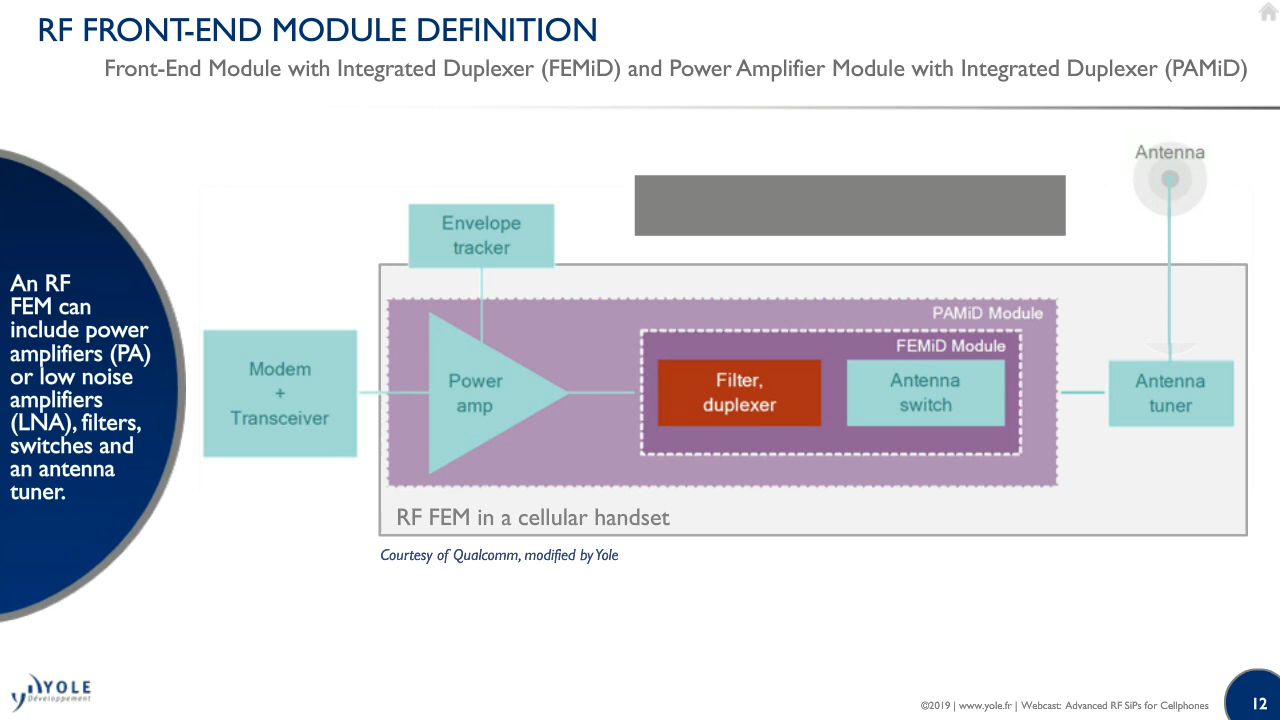 RF FRONT-END MODULE DEFINITION
Front-End Module with Integrated Duplexer (FEMiD) and Power Amplifier Module with Integrated Duplexer (PAMiD)
An RF
FEM can
include power
amplifiers (PA)
or low noise
amplifiers
(LNA), filters,
switches and
an antenna
tuner.
Antenna
Envelope
tracker
PAMiD Module
FEMiD Module
Modem
+
Transceiver
Power
amp
Filter,
duplexer
Antenna
switch
Antenna
tuner
RF FEM in a cellular handset
Courtesy of Qualcomm, modified by Yole
YOLE
Développement
©2019 | www.yole.fr | Webcast: Advanced RF SiPs for Cellphones
12